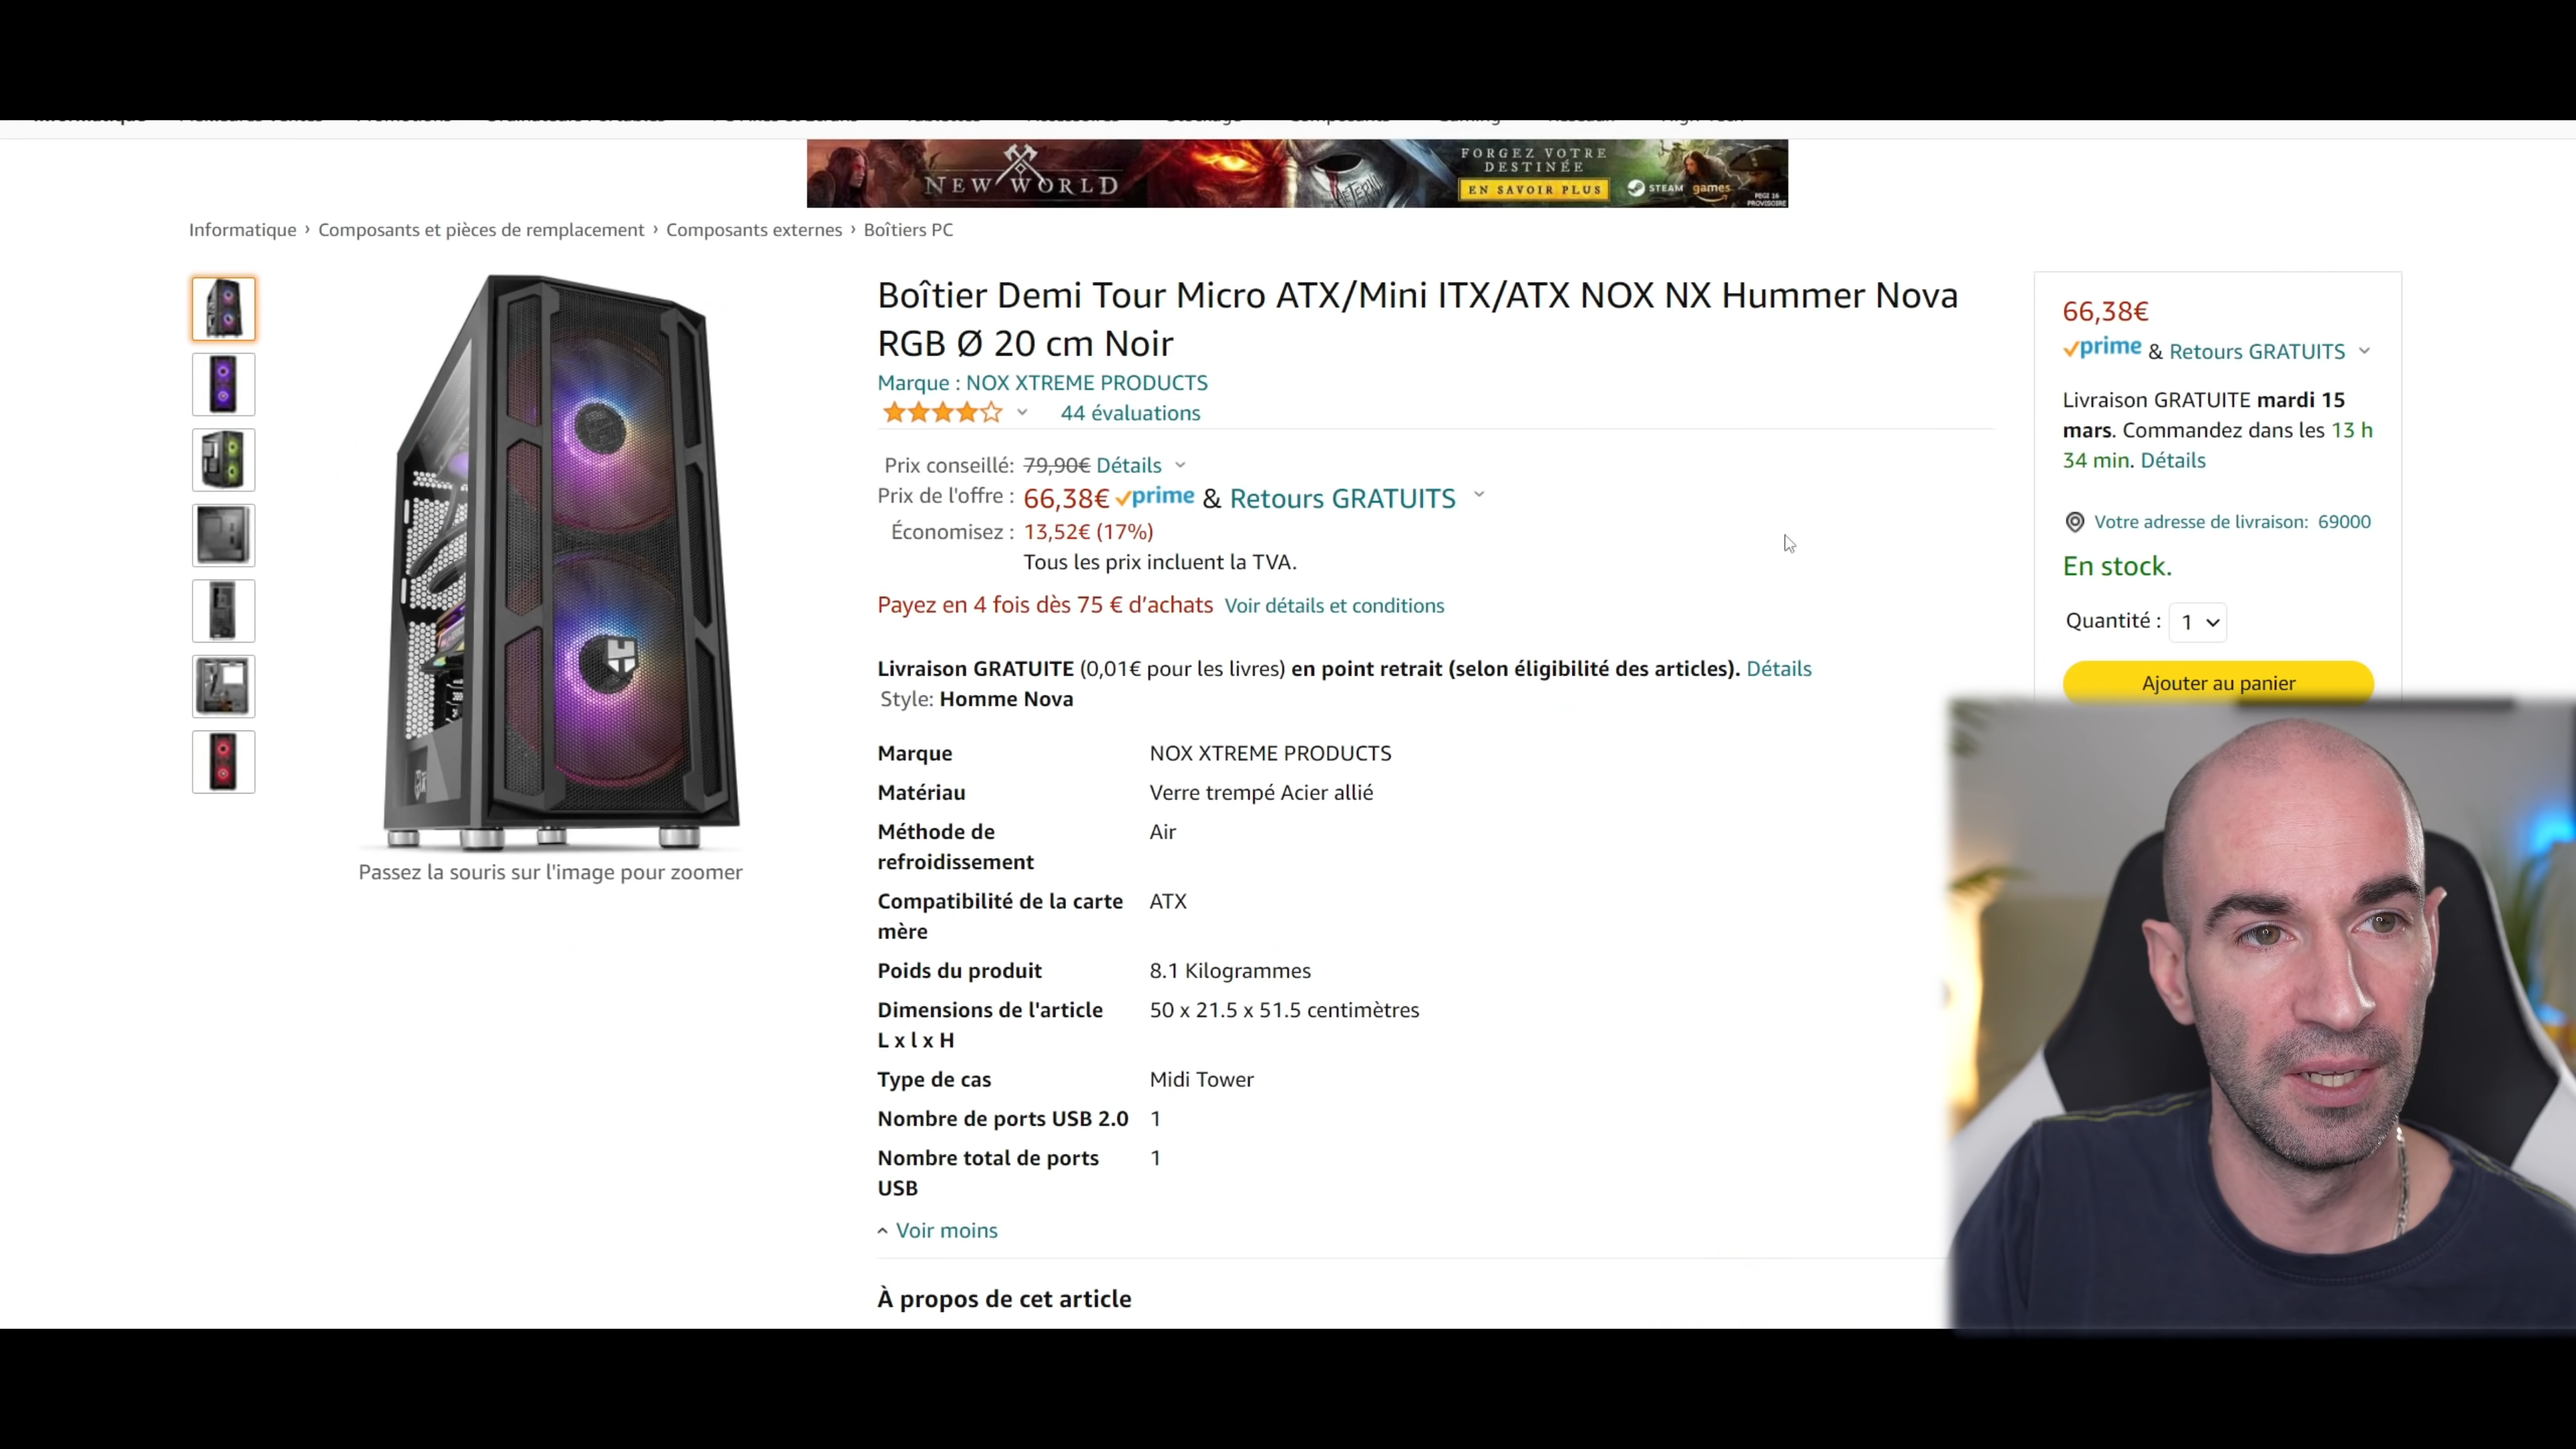 NEW WORLD
FORGEZ VOTRE
DESTINÉE
EN SAVOIR PLUS
STEAM games
PEGI 16
PROVISOIRE
Informatique › Composants et pièces de remplacement › Composants externes › Boîtiers PC
Boîtier Demi Tour Micro ATX/Mini ITX/ATX NOX NX Hummer Nova
RGB Ø 20 cm Noir
Marque : NOX XTREME PRODUCTS
44 évaluations
Prix conseillé: 79,90€ Détails
Prix de l'offre : 66,38€ prime & Retours GRATUITS
Économisez : 13,52€ (17%)
Tous les prix incluent la TVA.
Payez en 4 fois dès 75 € d’achats Voir détails et conditions
Livraison GRATUITE (0,01€ pour les livres) en point retrait (selon éligibilité des articles). Détails
Style: Homme Nova
Marque NOX XTREME PRODUCTS
Matériau Verre trempé Acier allié
Méthode de Air
refroidissement
Compatibilité de la carte ATX
mère
Poids du produit 8.1 Kilogrammes
Dimensions de l'article 50 x 21.5 x 51.5 centimètres
L x l x H
Type de cas Midi Tower
Nombre de ports USB 2.0 1
Nombre total de ports 1
USB
Voir moins
À propos de cet article
Passez la souris sur l'image pour zoomer
66,38€
prime & Retours GRATUITS
Livraison GRATUITE mardi 15
mars. Commandez dans les 13 h
34 min. Détails
Votre adresse de livraison: 69000
En stock.
Quantité : 1
Ajouter au panier